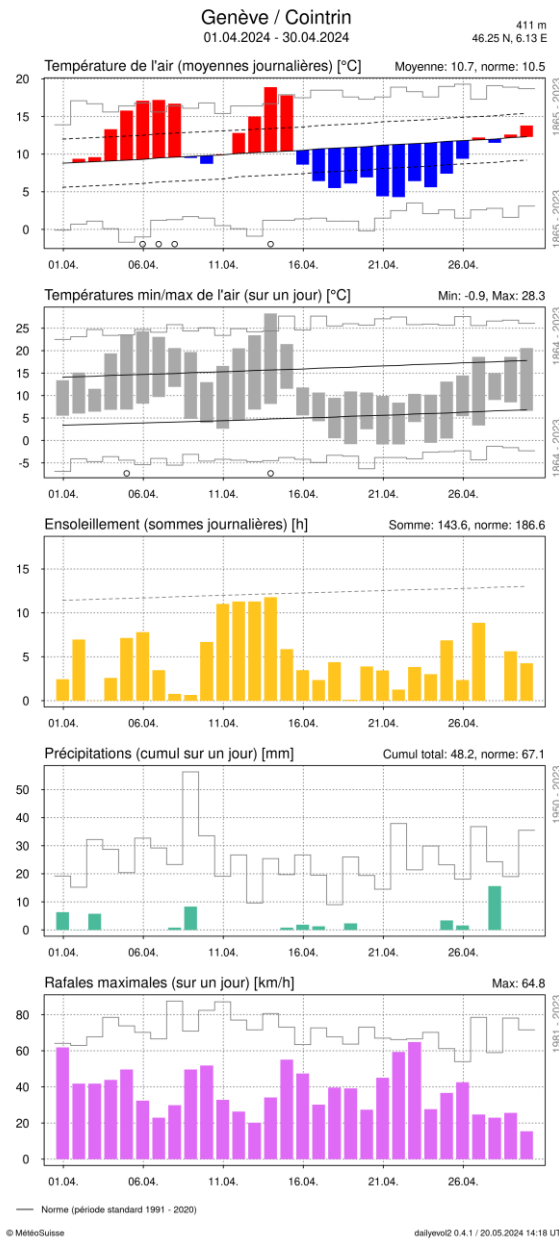 Genève / Cointrin
01.04.2024 - 30.04.2024
411 m
46.25 N, 6.13 E
Température de l'air (moyennes journalières) [°C]
Moyenne: 10.7, norme: 10.5
20
15
10
5
0
1865 - 2023
1865 - 2023
01.04. 06.04. 11.04. 16.04. 21.04. 26.04.
Températures min/max de l'air (sur un jour) [°C]
Min: -0.9, Max: 28.3
25
20
15
10
5
0
-5
1864 - 2023
1864 - 2023
01.04. 06.04. 11.04. 16.04. 21.04. 26.04.
Ensoleillement (sommes journalières) [h]
Somme: 143.6, norme: 186.6
15
10
5
0
01.04. 06.04. 11.04. 16.04. 21.04. 26.04.
Précipitations (cumul sur un jour) [mm]
Cumul total: 48.2, norme: 67.1
50
40
30
20
10
0
1950 - 2023
01.04. 06.04. 11.04. 16.04. 21.04. 26.04.
Rafales maximales (sur un jour) [km/h]
Max: 64.8
80
60
40
20
0
1981 - 2023
01.04. 06.04. 11.04. 16.04. 21.04. 26.04.
Norme (période standard 1991 - 2020)
© MétéoSuisse
dailyevol2 0.4.1 / 20.05.2024 14:18 UT